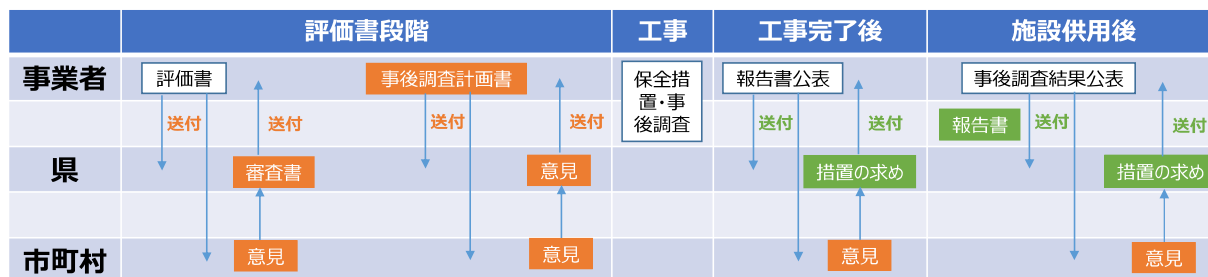 評価書段階
工事
工事完了後
施設供用後
事業者
評価書
事後調査計画書
保全措
置・事
後調査
報告書公表
事後調査結果公表
送付
送付
送付
送付
送付
送付
報告書
送付
送付
県
審査書
意見
措置の求め
措置の求め
市町村
意見
意見
意見
意見